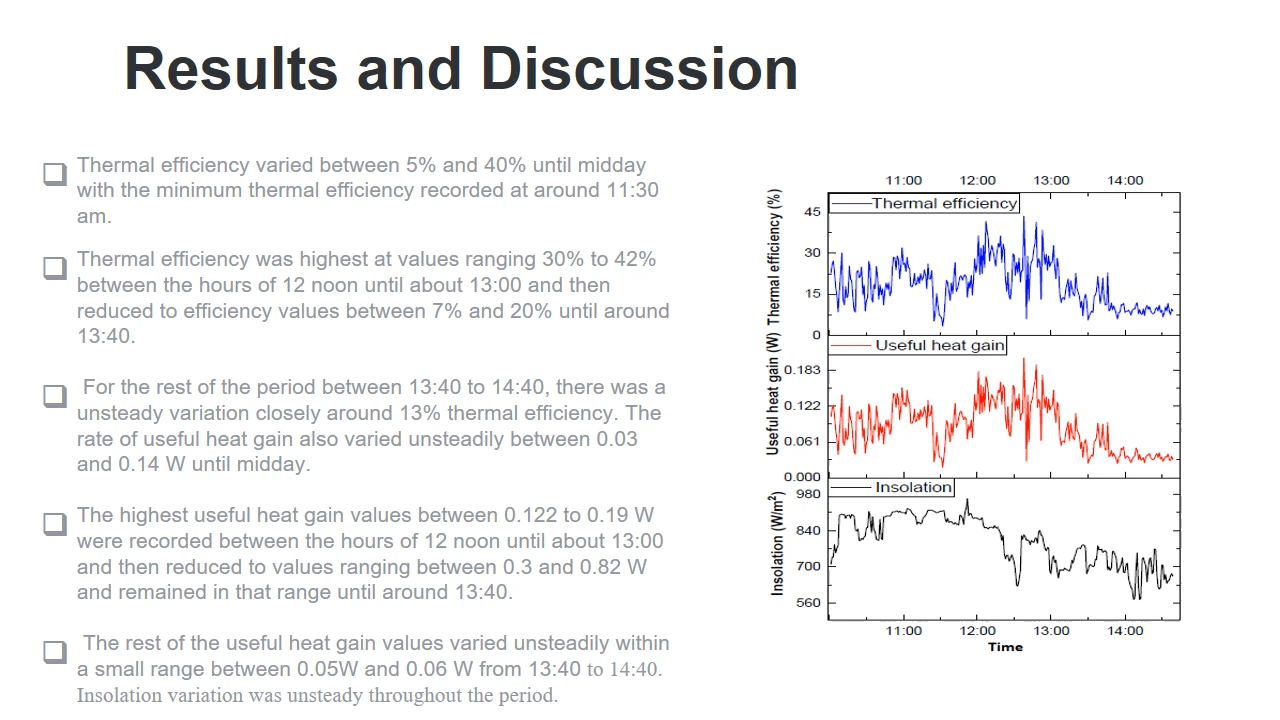 Results and Discussion
Thermal efficiency varied between 5% and 40% until midday
with the minimum thermal efficiency recorded at around 11:30
am.
Thermal efficiency was highest at values ranging 30% to 42%
between the hours of 12 noon until about 13:00 and then
reduced to efficiency values between 7% and 20% until around
13:40.
For the rest of the period between 13:40 to 14:40, there was a
unsteady variation closely around 13% thermal efficiency. The
rate of useful heat gain also varied unsteadily between 0.03
and 0.14 W until midday.
The highest useful heat gain values between 0.122 to 0.19 W
were recorded between the hours of 12 noon until about 13:00
and then reduced to values ranging between 0.3 and 0.82 W
and remained in that range until around 13:40.
The rest of the useful heat gain values varied unsteadily within
a small range between 0.05W and 0.06 W from 13:40 to 14:40.
Insolation variation was unsteady throughout the period.
11:00 12:00 13:00 14:00
Thermal efficiency (%)
45
30
15
0
Thermal efficiency
Useful heat gain (W)
0.183
0.122
0.061
0.000
Useful heat gain
Insolation (W/m²)
980
840
700
560
Insolation
11:00 12:00 13:00 14:00
Time